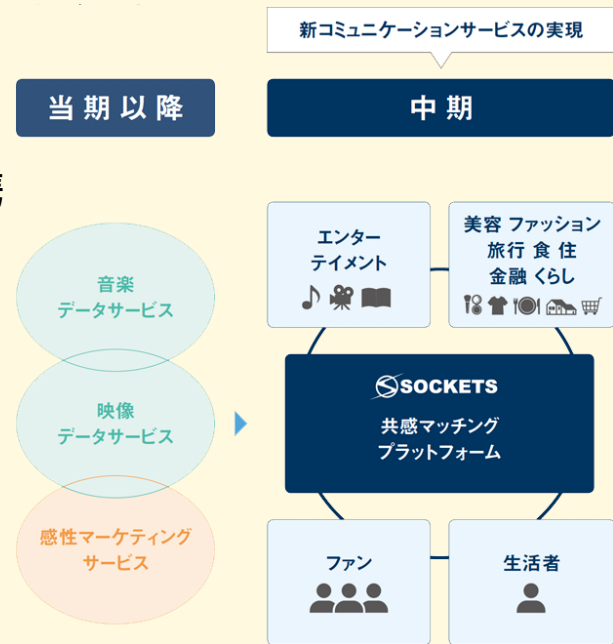 新コミュニケーションサービスの実現
当期以降
中期
音楽
データサービス
映像
データサービス
感性マーケティング
サービス
エンター
テイメント
美容 ファッション
旅行 食 住
金融 くらし
SOCKETS
共感マッチング
プラットフォーム
ファン
生活者